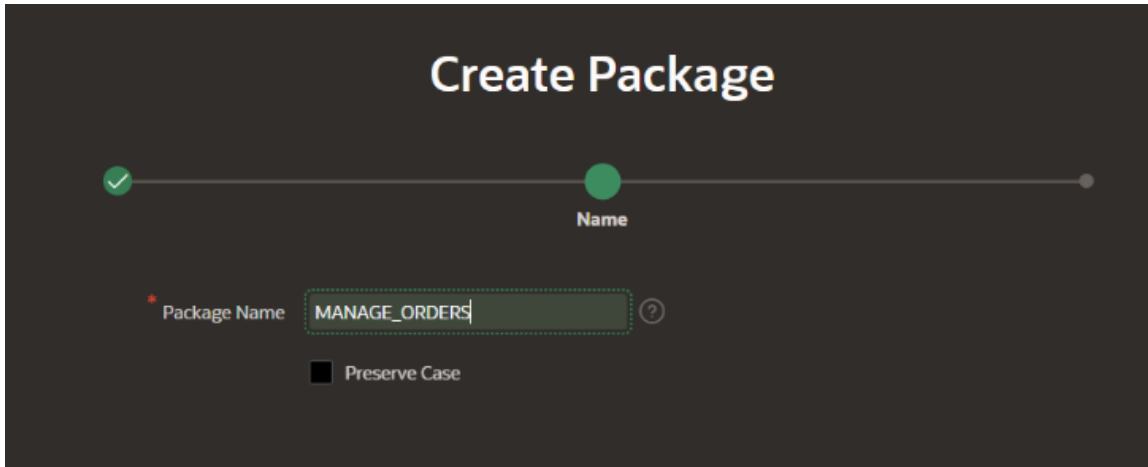 Create Package
Name
* Package Name MANAGE_ORDERS ?
Preserve Case